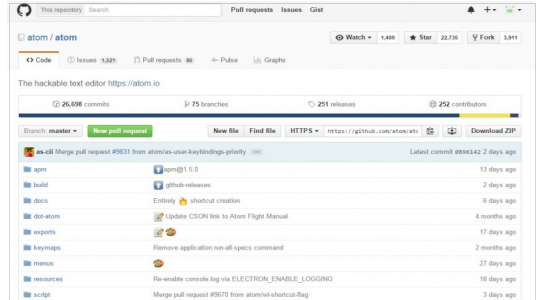 This repository Search Pull requests Issues Gist
atom / atom Watch 1,489 Star 22,735 Fork 3,911
Code Issues 1,521 Pull requests 86 Pulse Graphs
The hackable text editor https://atom.io
26,698 commits 75 branches 251 releases 252 contributors
Branch: master New pull request New file Find file HTTPS https://github.com/atom/atc Download ZIP
as-cii Merge pull request #9831 from atom/as-user-keybindings-priority Latest commit 0896142 2 days ago
apm apm@1.5.0 13 days ago
build github-releases 2 days ago
docs Entirely shortcut creation 6 days ago
dot-atom Update CSON link to Atom Flight Manual 4 months ago
exports 17 days ago
keymaps Remove application:run-all-specs command 2 months ago
menus 27 days ago
resources Re-enable console.log via ELECTRON_ENABLE_LOGGING 18 days ago
script Merge pull request #9670 from atom/wl-shortcut-flag 3 days ago